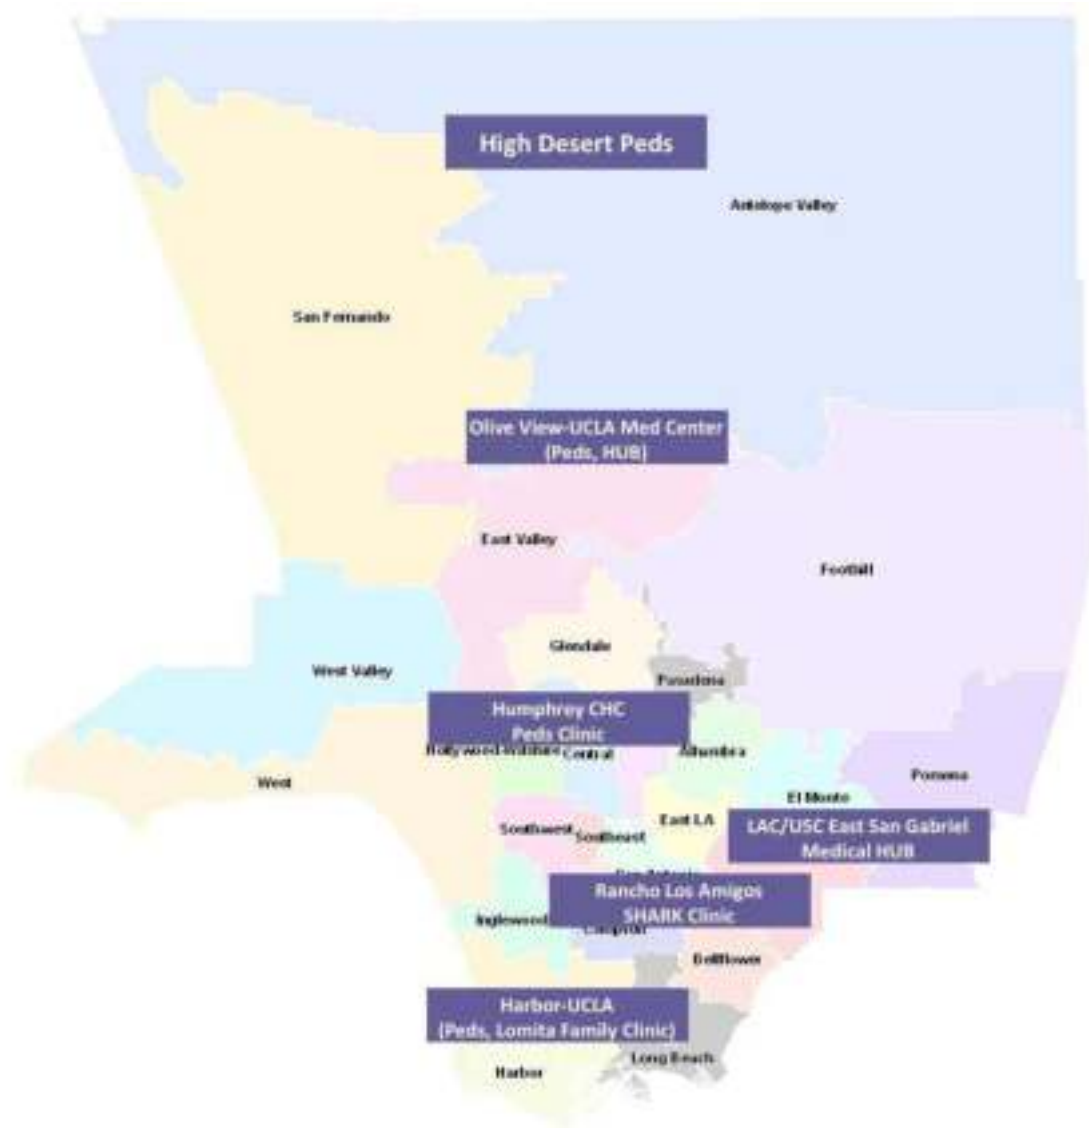 High Desert Peds
Antelope Valley
San Fernando
Olive View-UCLA Med Center
(Peds, HUB)
East Valley
Foothill
Glendale
West Valley
Pasadena
Humphrey CHC
Peds Clinic
Hollywood-Wilshire
Central
Alhambra
West
Pomona
El Monte
East LA
LAC/USC East San Gabriel
Medical HUB
Southwest
Southeast
Rancho Los Amigos
SHARK Clinic
Inglewood
Compton
Bellflower
Harbor-UCLA
(Peds, Lomita Family Clinic)
Long Beach
Harbor